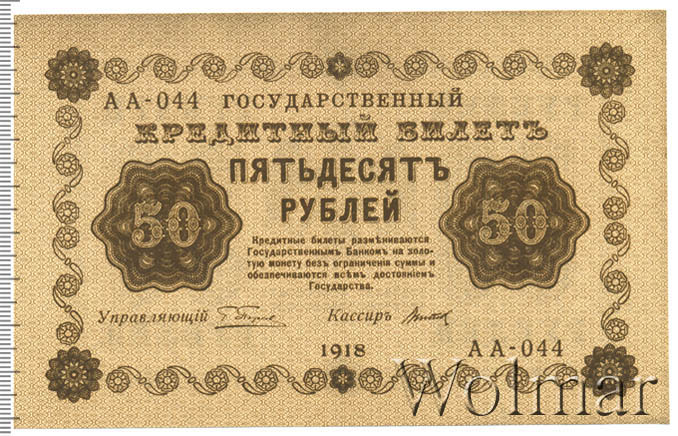 АА-044 ГОСУДАРСТВЕННЫЙ
КРЕДИТНЫЙ БИЛЕТЪ
ПЯТЬДЕСЯТЪ
РУБЛЕЙ
50
50
Кредитные билеты размѣниваются
Государственнымъ Банкомъ на золо-
тую монету безъ ограниченія суммы и
обезпечиваются всѣмъ достояніемъ
Государства.
Управляющій Кассиръ
1918 АА-044
Wolmar